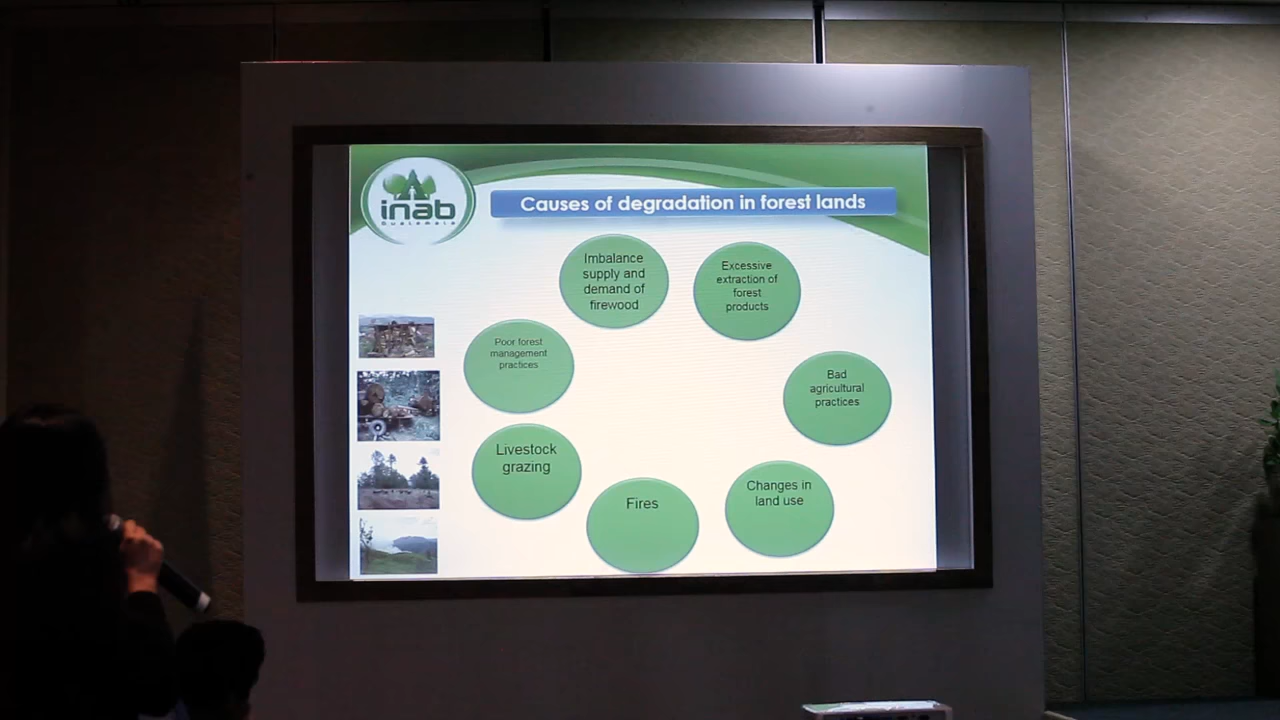 inab
Guatemala
Causes of degradation in forest lands
Imbalance
supply and
demand of
firewood
Excessive
extraction of
forest
products
Poor forest
management
practices
Bad
agricultural
practices
Livestock
grazing
Fires
Changes in
land use